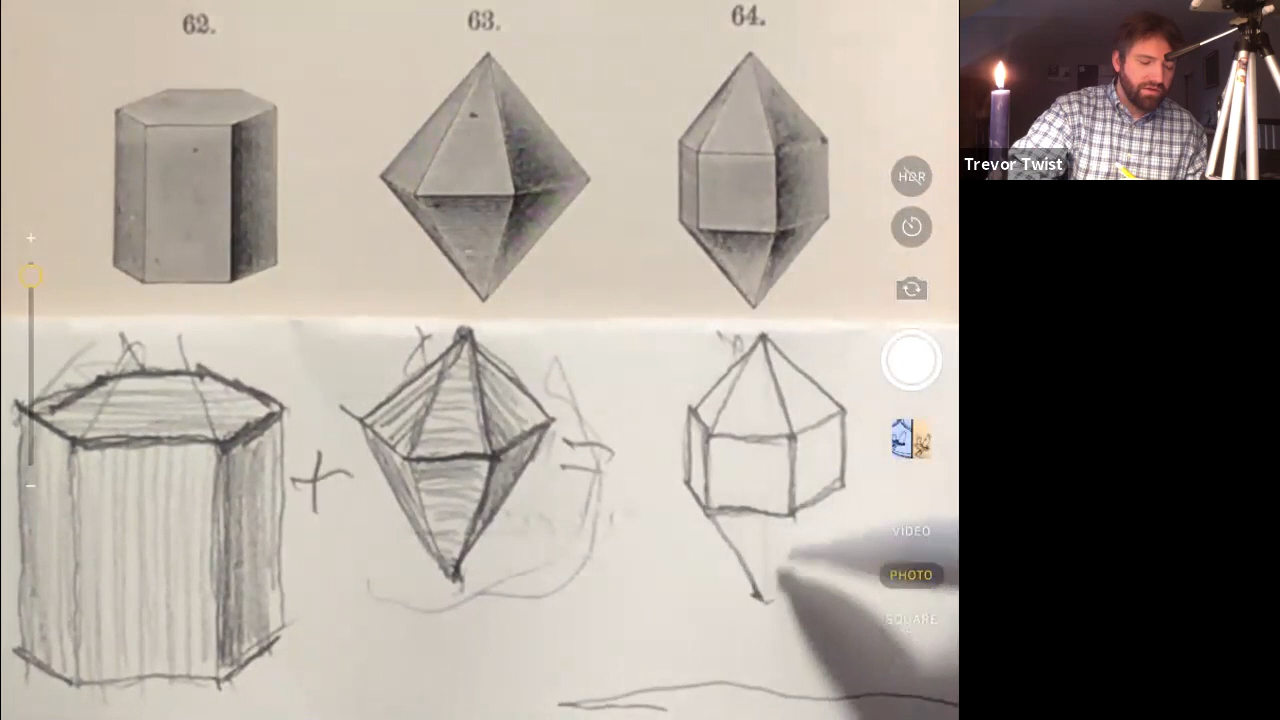 62.
63.
64.
Trevor Twist
HDR
VIDEO
PHOTO
SQUARE